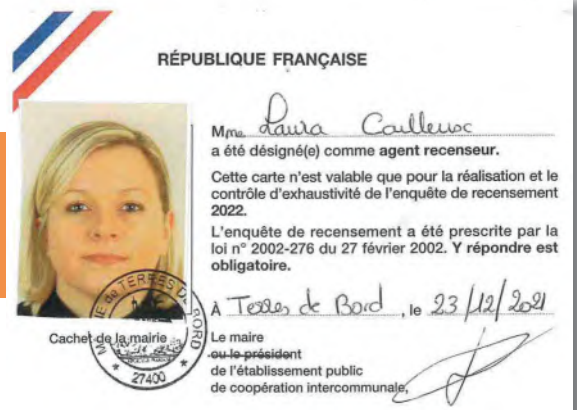 RÉPUBLIQUE FRANÇAISE
Mme Laura Cailleux
a été désigné(e) comme agent recenseur.
Cette carte n'est valable que pour la réalisation et le
contrôle d'exhaustivité de l'enquête de recensement
2022.
L'enquête de recensement a été prescrite par la
loi n° 2002-276 du 27 février 2002. Y répondre est
obligatoire.
À Terres de Bord, le 23/12/2021
Cachet de la mairie
MAIRIE de TERRES DE BORD
27400
Le maire
ou le président
de l'établissement public
de coopération intercommunale,